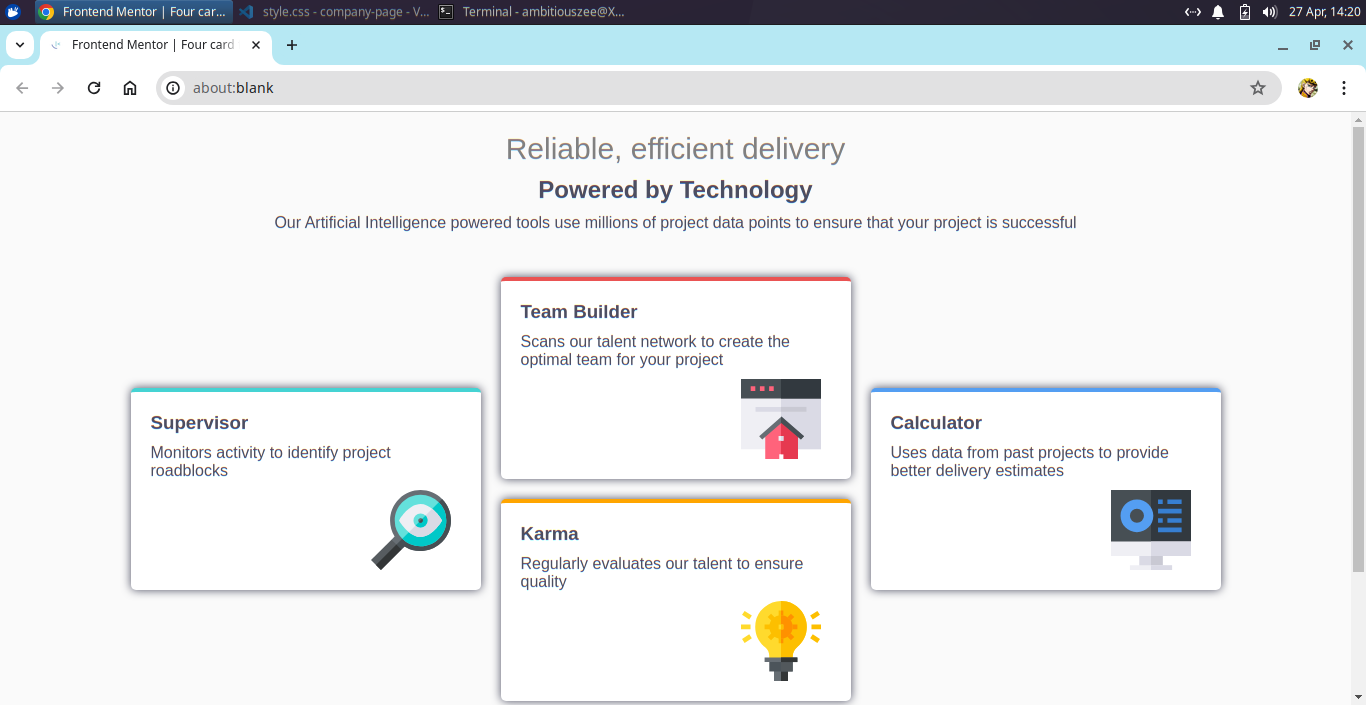 Frontend Mentor | Four car...
style.css - company-page - V...
Terminal - ambitiouszee@X...
27 Apr, 14:20
Frontend Mentor | Four card
about:blank
Reliable, efficient delivery
Powered by Technology
Our Artificial Intelligence powered tools use millions of project data points to ensure that your project is successful
Team Builder
Scans our talent network to create the
optimal team for your project
Supervisor
Monitors activity to identify project
roadblocks
Calculator
Uses data from past projects to provide
better delivery estimates
Karma
Regularly evaluates our talent to ensure
quality